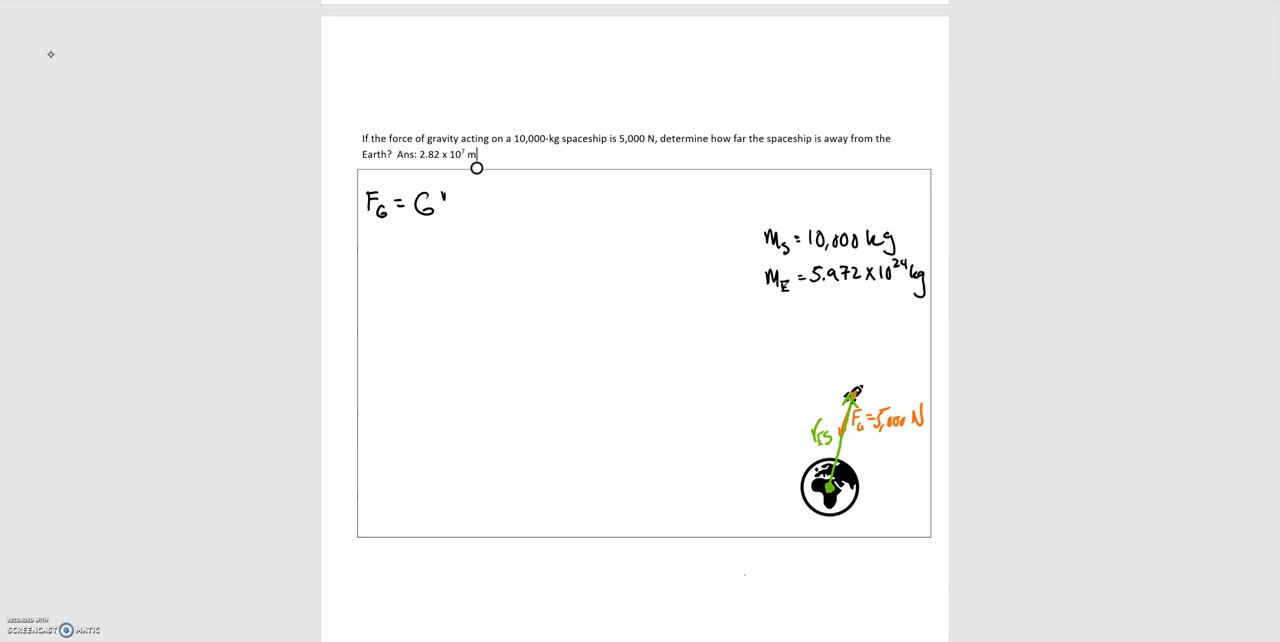 If the force of gravity acting on a 10,000-kg spaceship is 5,000 N, determine how far the spaceship is away from the
Earth? Ans: 2.82 x 10⁷ m
F_G = G
m_s = 10,000 kg
m_E = 5.972 x 10²⁴ kg
F_G = 5,000 N
r_ES
RECORDED WITH
SCREENCAST MATIC